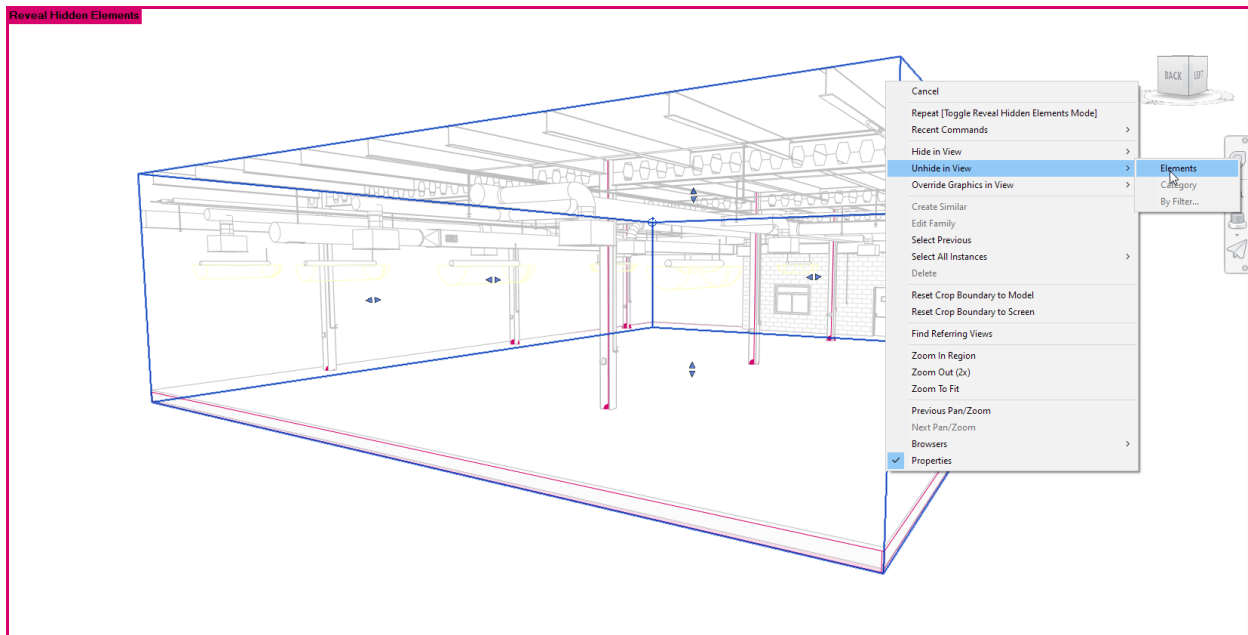 Reveal Hidden Elements
BACK
LEFT
Cancel
Repeat [Toggle Reveal Hidden Elements Mode]
Recent Commands
Hide in View
Unhide in View
Override Graphics in View
Create Similar
Edit Family
Select Previous
Select All Instances
Delete
Reset Crop Boundary to Model
Reset Crop Boundary to Screen
Find Referring Views
Zoom In Region
Zoom Out (2x)
Zoom To Fit
Previous Pan/Zoom
Next Pan/Zoom
Browsers
Properties
Elements
Category
By Filter...